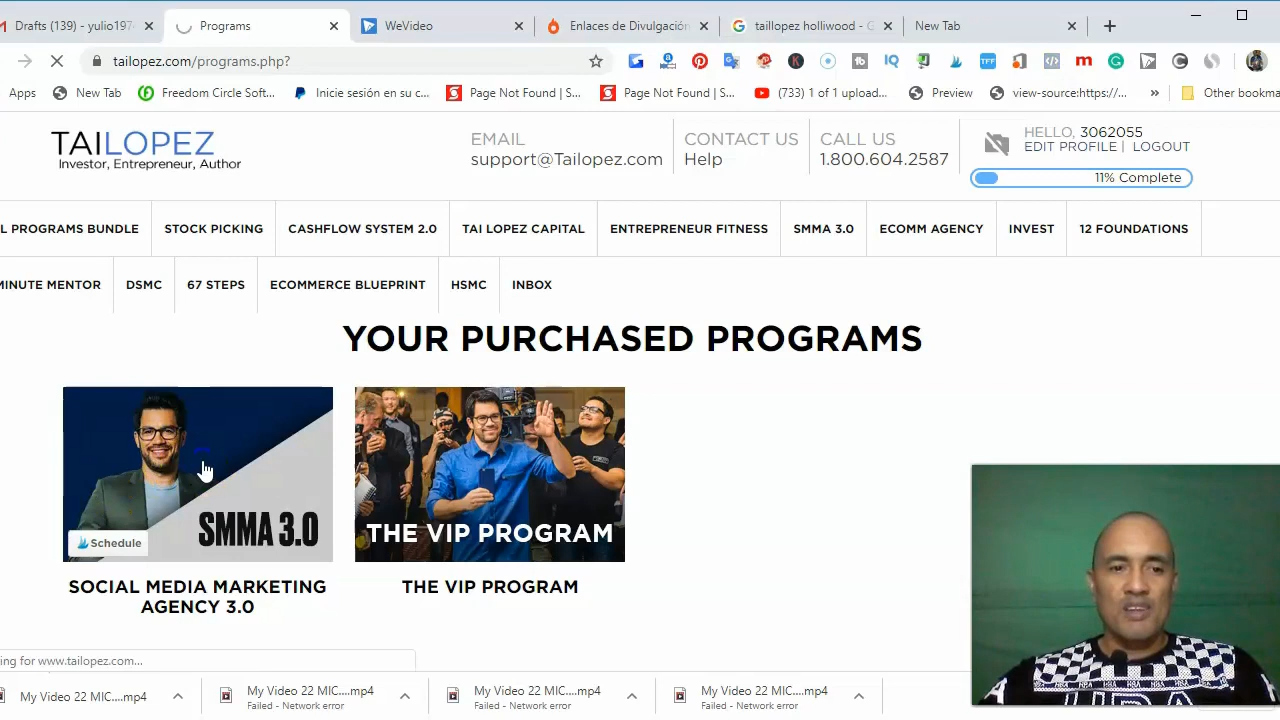 Drafts (139) - yulio197
Programs
WeVideo
Enlaces de Divulgación
taillopez holliwood - G
New Tab
tailopez.com/programs.php?
Apps
New Tab
Freedom Circle Soft...
Inicie sesión en su c...
Page Not Found | S...
Page Not Found | S...
(733) 1 of 1 upload...
Preview
view-source:https://...
»
Other bookma
TAILOPEZ
Investor, Entrepreneur, Author
EMAIL
support@Tailopez.com
CONTACT US
Help
CALL US
1.800.604.2587
HELLO, 3062055
EDIT PROFILE | LOGOUT
11% Complete
L PROGRAMS BUNDLE
STOCK PICKING
CASHFLOW SYSTEM 2.0
TAI LOPEZ CAPITAL
ENTREPRENEUR FITNESS
SMMA 3.0
ECOMM AGENCY
INVEST
12 FOUNDATIONS
MINUTE MENTOR
DSMC
67 STEPS
ECOMMERCE BLUEPRINT
HSMC
INBOX
YOUR PURCHASED PROGRAMS
SMMA 3.0
Schedule
THE VIP PROGRAM
SOCIAL MEDIA MARKETING
AGENCY 3.0
THE VIP PROGRAM
ing for www.tailopez.com...
My Video 22 MIC....mp4
My Video 22 MIC....mp4
Failed - Network error
My Video 22 MIC....mp4
Failed - Network error
My Video 22 MIC....mp4
Failed - Network error